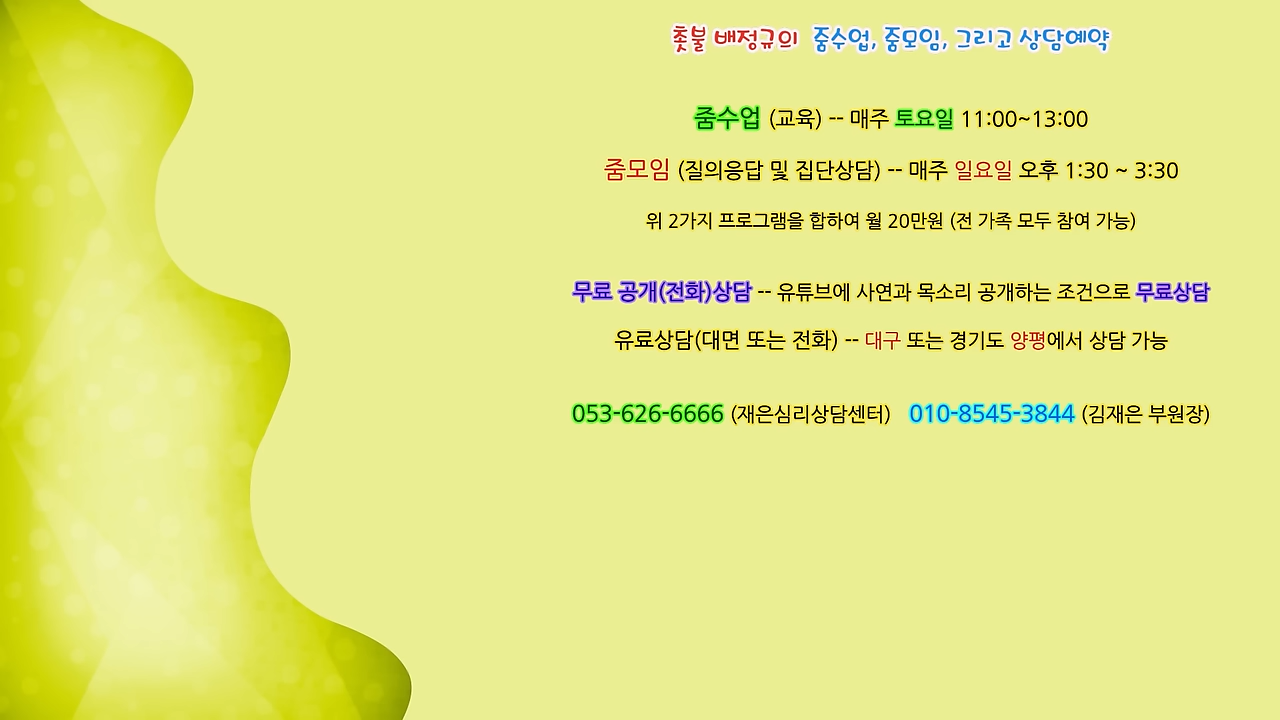 촛불 배정규의 줌수업, 줌모임, 그리고 상담예약
줌수업 (교육) -- 매주 토요일 11:00~13:00
줌모임 (질의응답 및 집단상담) -- 매주 일요일 오후 1:30 ~ 3:30
위 2가지 프로그램을 합하여 월 20만원 (전 가족 모두 참여 가능)
무료 공개(전화)상담 -- 유튜브에 사연과 목소리 공개하는 조건으로 무료상담
유료상담(대면 또는 전화) -- 대구 또는 경기도 양평에서 상담 가능
053-626-6666 (재은심리상담센터) 010-8545-3844 (김재은 부원장)